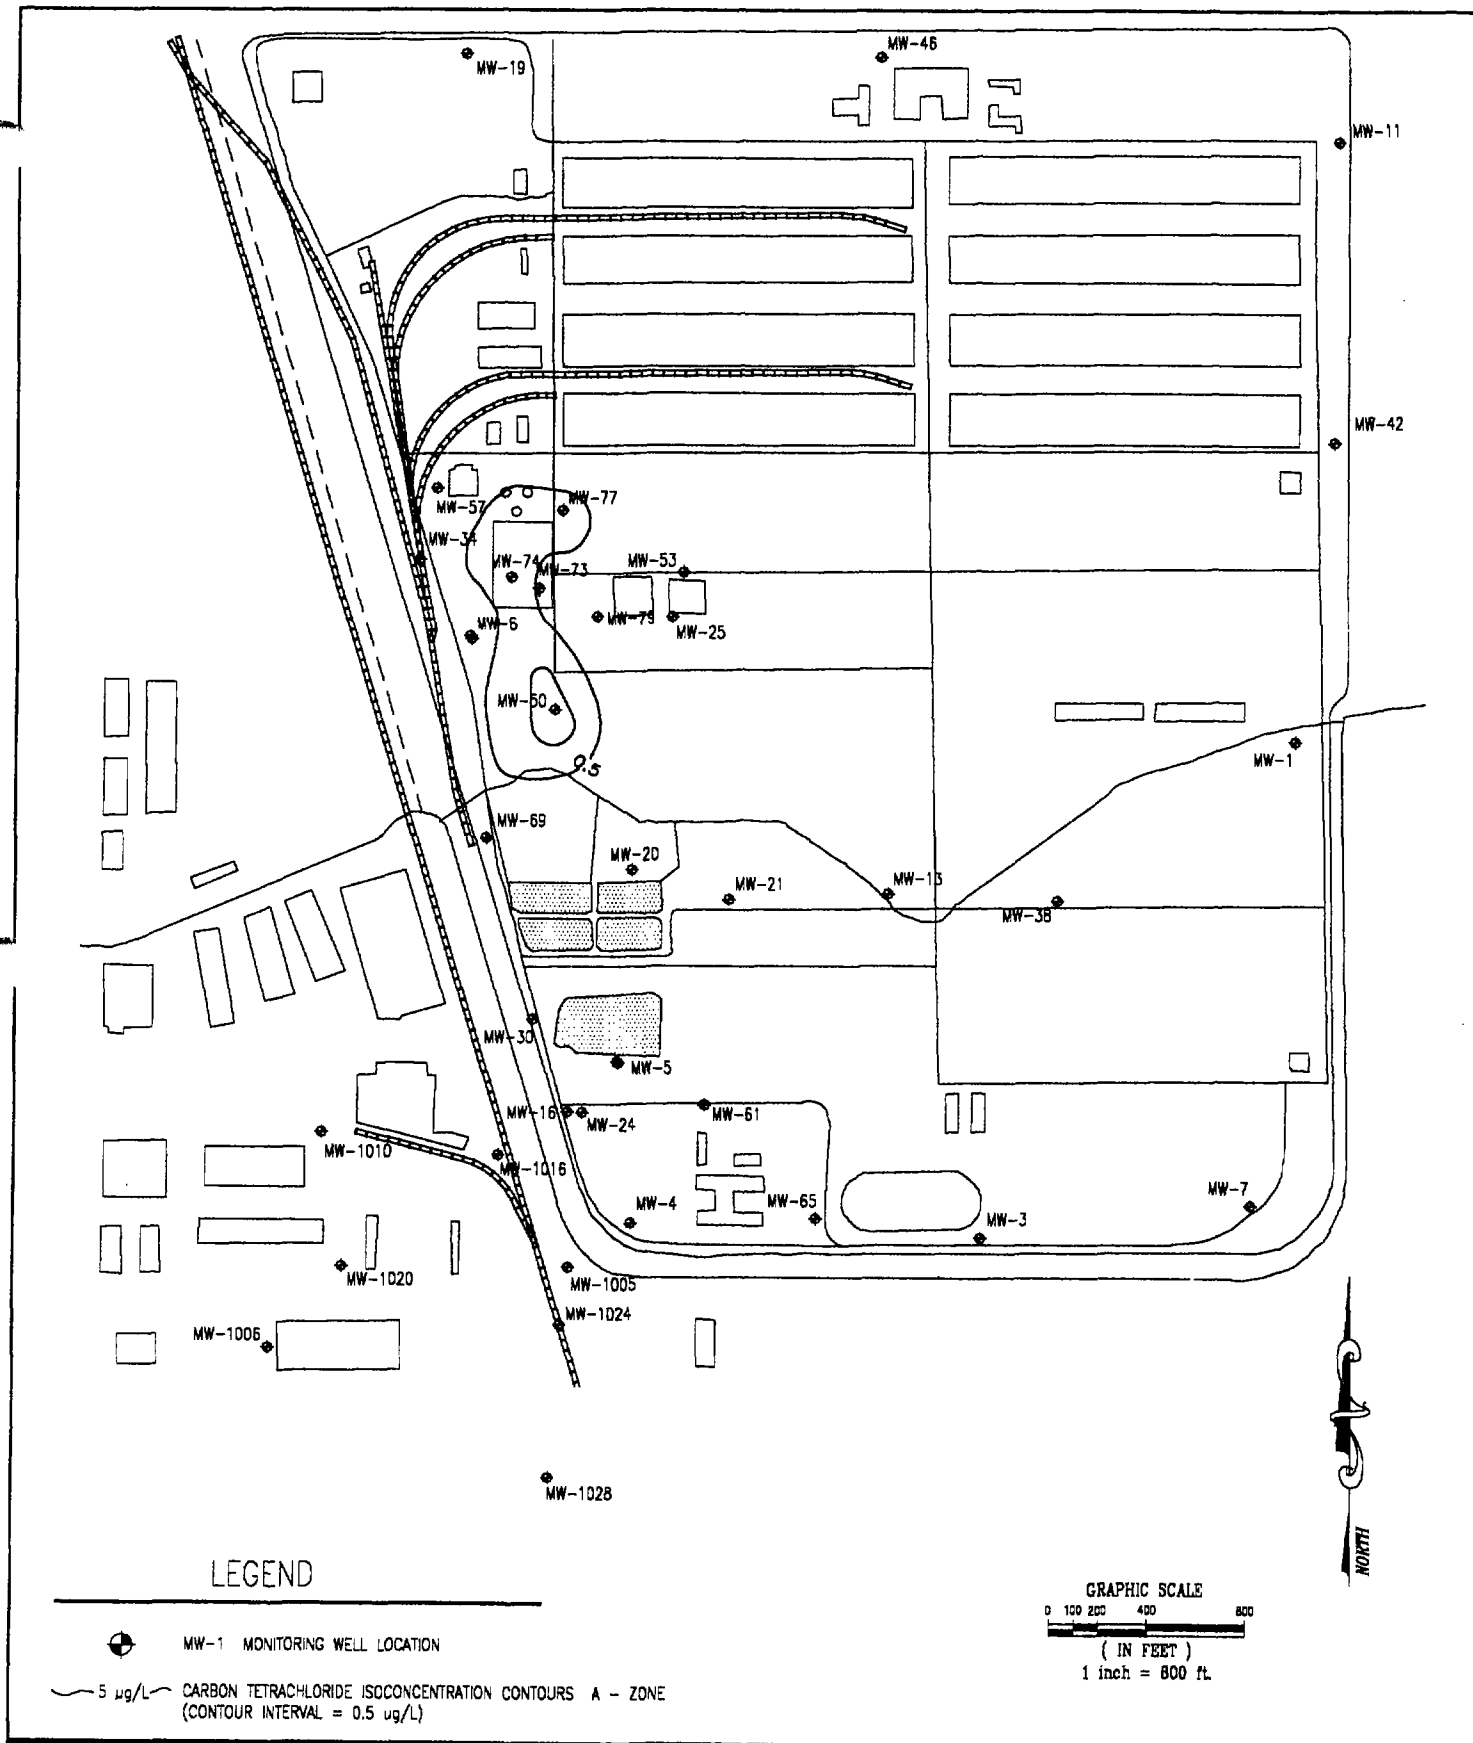 MW-46
MW-19
MW-11
MW-42
MW-57
MW-77
MW-34
MW-74
MW-53
MW-73
MW-6
MW-79
MW-25
MW-50
MW-1
0.5
MW-69
MW-20
MW-21
MW-13
MW-38
MW-30
MW-5
MW-16
MW-24
MW-61
MW-1010
MW-1016
MW-4
MW-65
MW-7
MW-3
MW-1020
MW-1005
MW-1024
MW-1006
MW-1028
NORTH
LEGEND
MW-1 MONITORING WELL LOCATION
5 µg/L CARBON TETRACHLORIDE ISOCONCENTRATION CONTOURS A - ZONE
(CONTOUR INTERVAL = 0.5 ug/L)
GRAPHIC SCALE
0 100 200 400 800
( IN FEET )
1 inch = 800 ft.